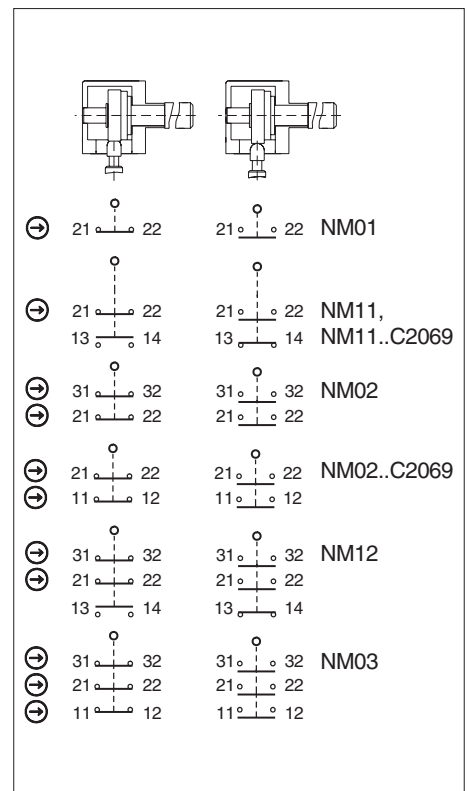 21 22 21 22 NM01
21 22 21 22 NM11,
13 14 13 14 NM11..C2069
31 32 31 32 NM02
21 22 21 22
21 22 21 22 NM02..C2069
11 12 11 12
31 32 31 32 NM12
21 22 21 22
13 14 13 14
31 32 31 32 NM03
21 22 21 22
11 12 11 12